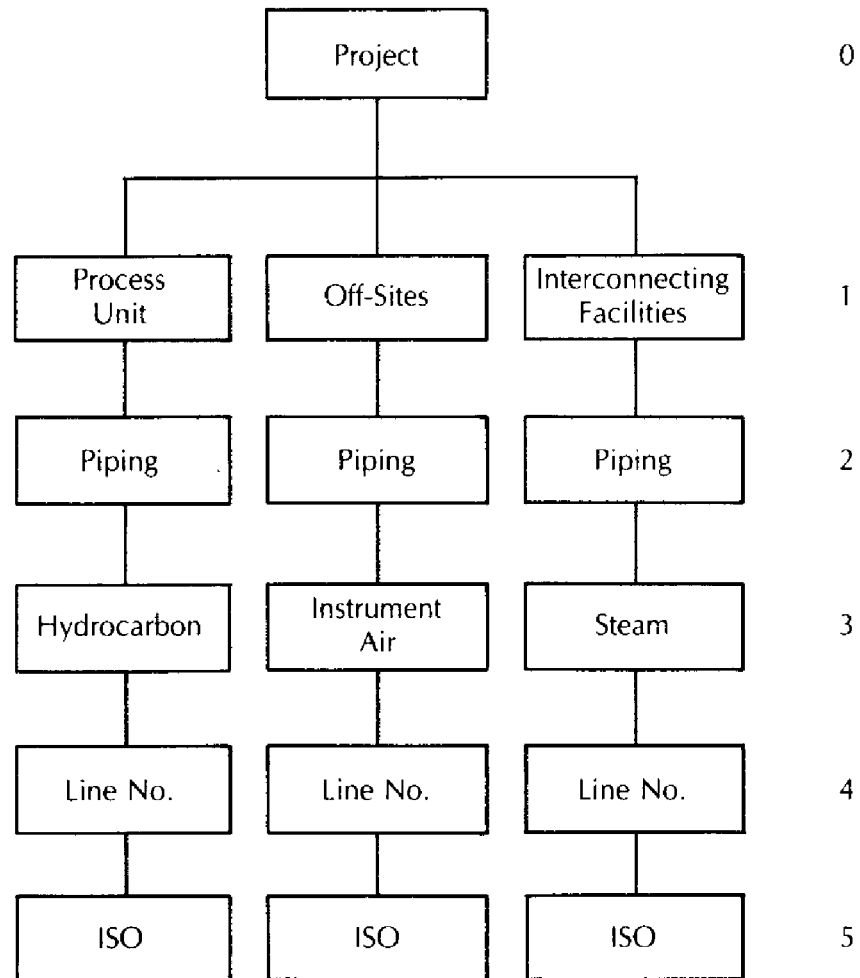 Project
0
Process
Unit
Off-Sites
Interconnecting
Facilities
1
Piping
Piping
Piping
2
Hydrocarbon
Instrument
Air
Steam
3
Line No.
Line No.
Line No.
4
ISO
ISO
ISO
5